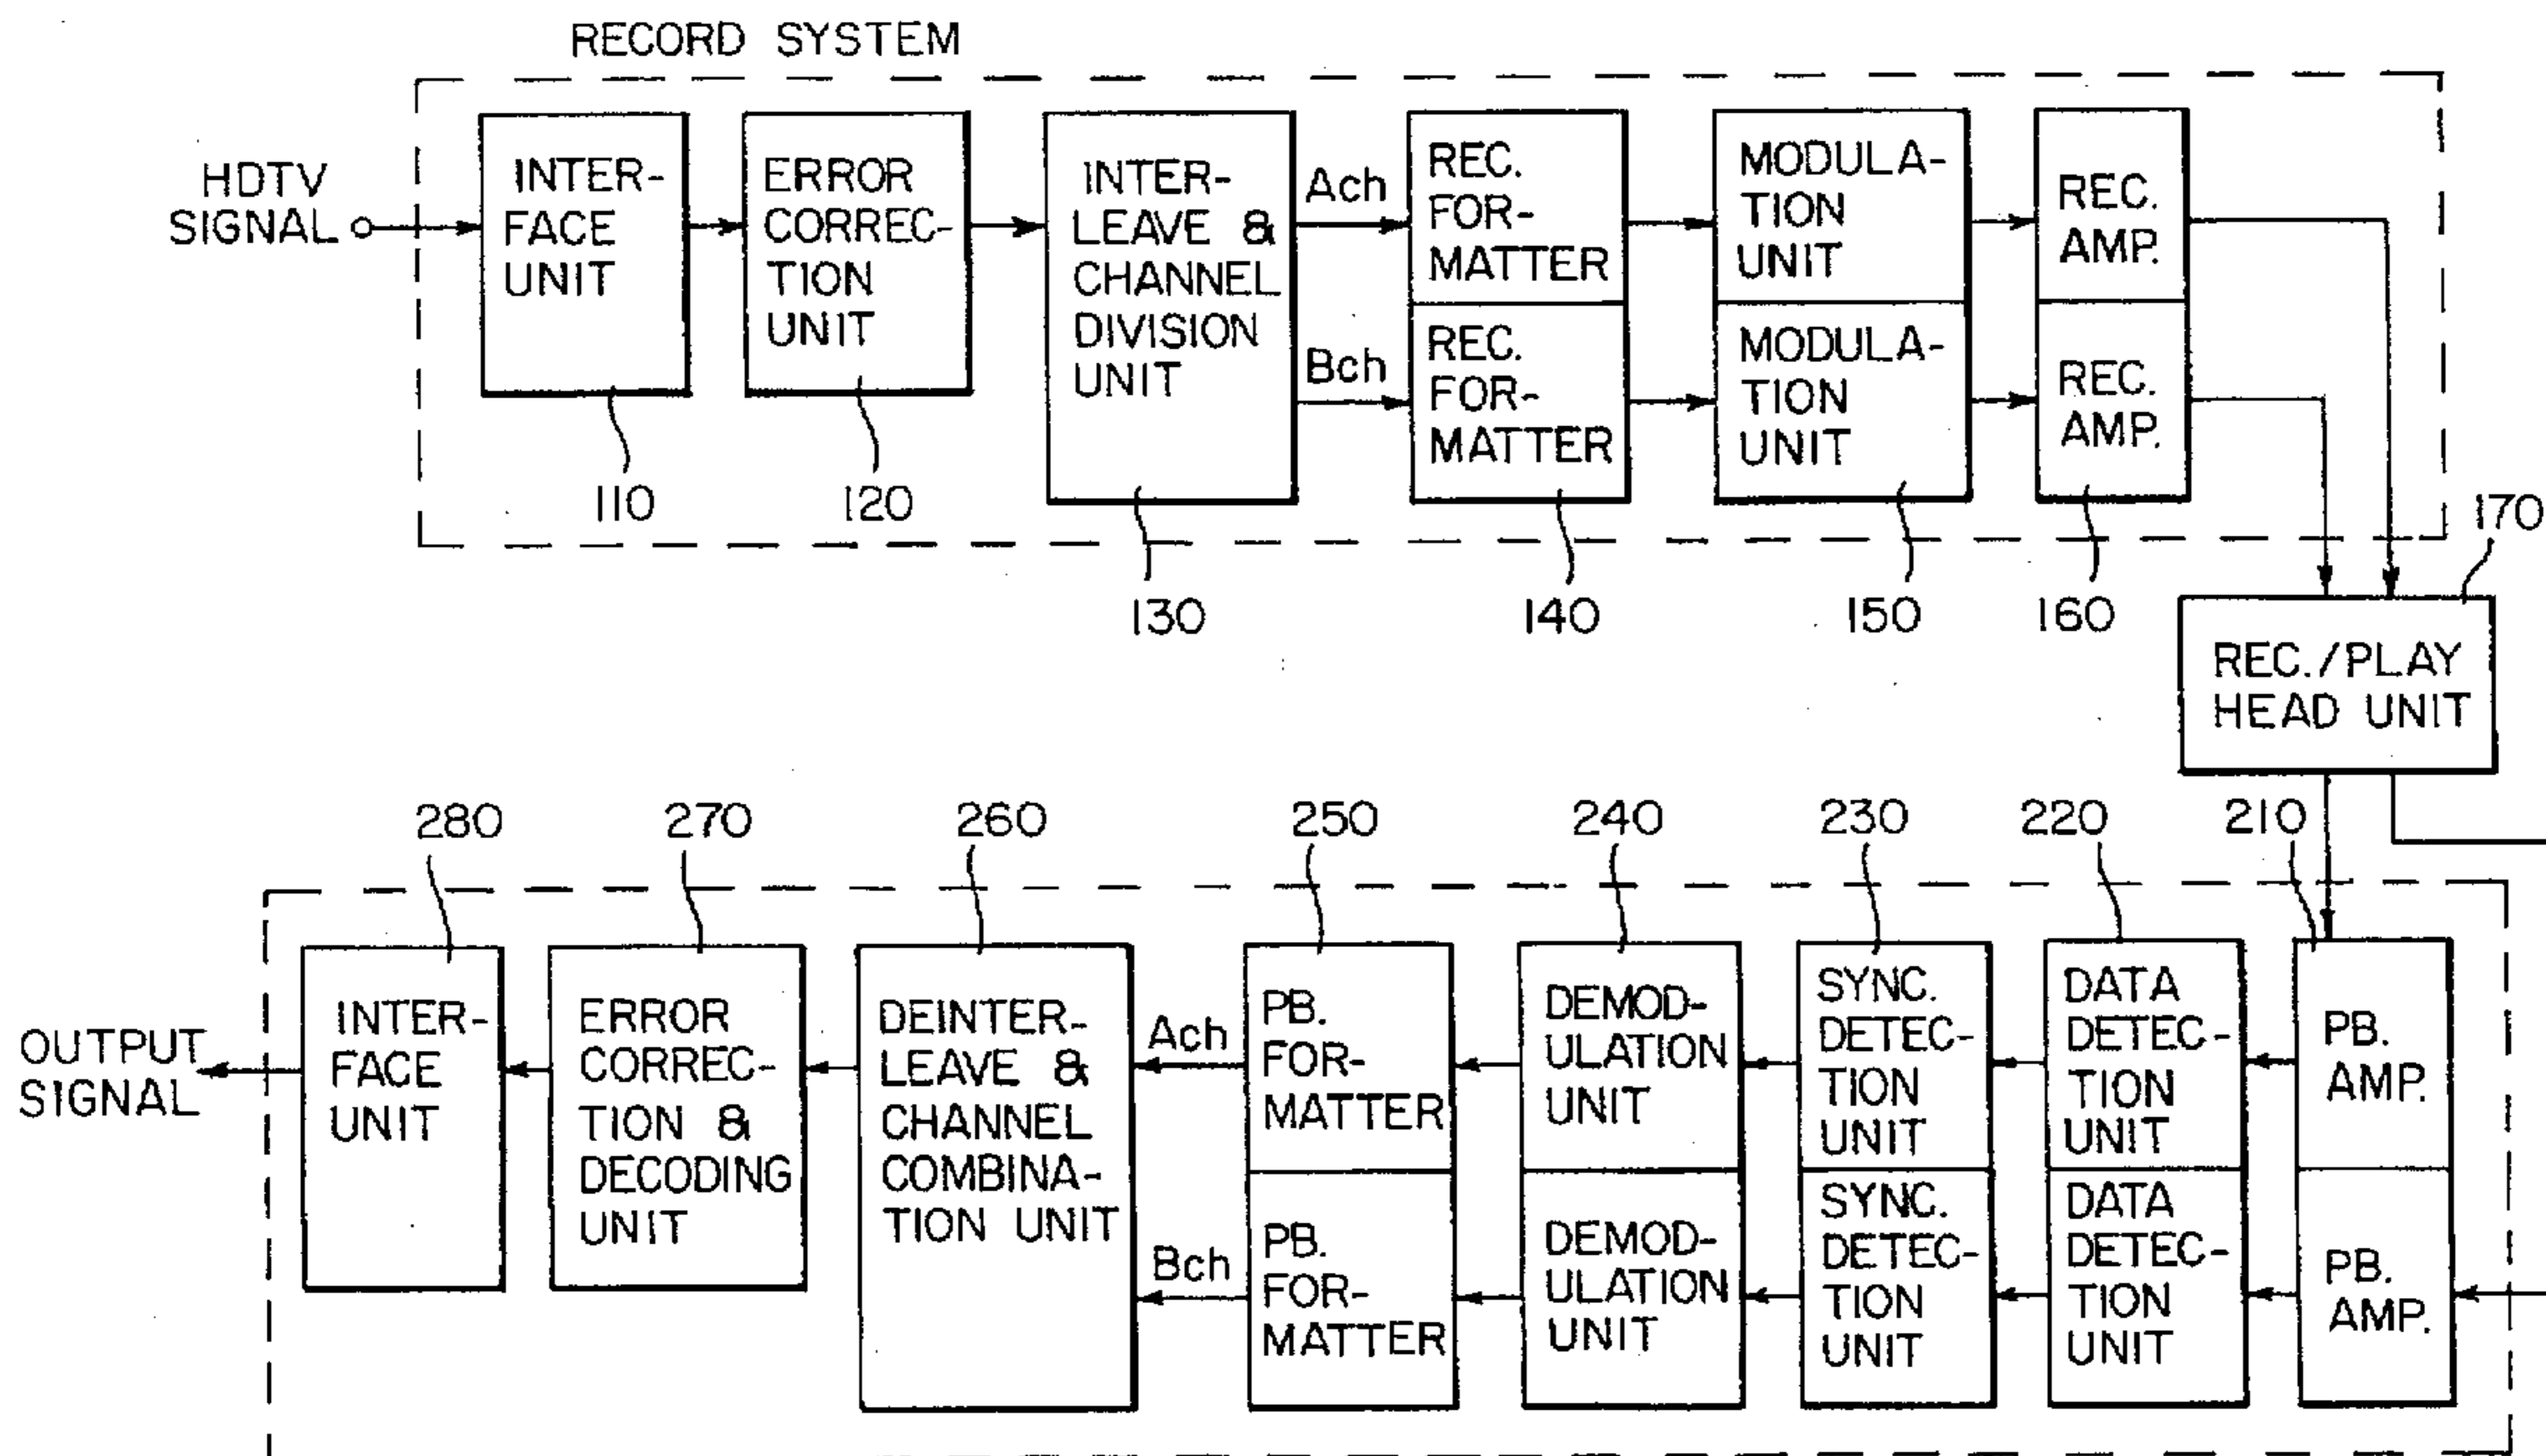 RECORD SYSTEM
HDTV
SIGNAL
INTER-
FACE
UNIT
ERROR
CORREC-
TION
UNIT
INTER-
LEAVE &
CHANNEL
DIVISION
UNIT
Ach
Bch
REC.
FOR-
MATTER
REC.
FOR-
MATTER
MODULA-
TION
UNIT
MODULA-
TION
UNIT
REC.
AMP.
REC.
AMP.
110
120
130
140
150
160
170
REC./PLAY
HEAD UNIT
280
270
260
250
240
230
220
210
OUTPUT
SIGNAL
INTER-
FACE
UNIT
ERROR
CORREC-
TION &
DECODING
UNIT
DEINTER-
LEAVE &
CHANNEL
COMBINA-
TION UNIT
Ach
Bch
PB.
FOR-
MATTER
PB.
FOR-
MATTER
DEMOD-
ULATION
UNIT
DEMOD-
ULATION
UNIT
SYNC.
DETEC-
TION
UNIT
SYNC.
DETEC-
TION
UNIT
DATA
DETEC-
TION
UNIT
DATA
DETEC-
TION
UNIT
PB.
AMP.
PB.
AMP.